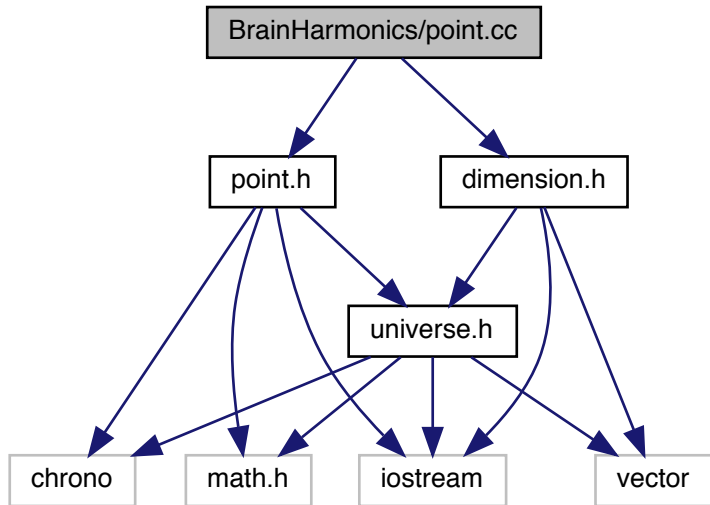 BrainHarmonics/point.cc
point.h
dimension.h
universe.h
chrono
math.h
iostream
vector